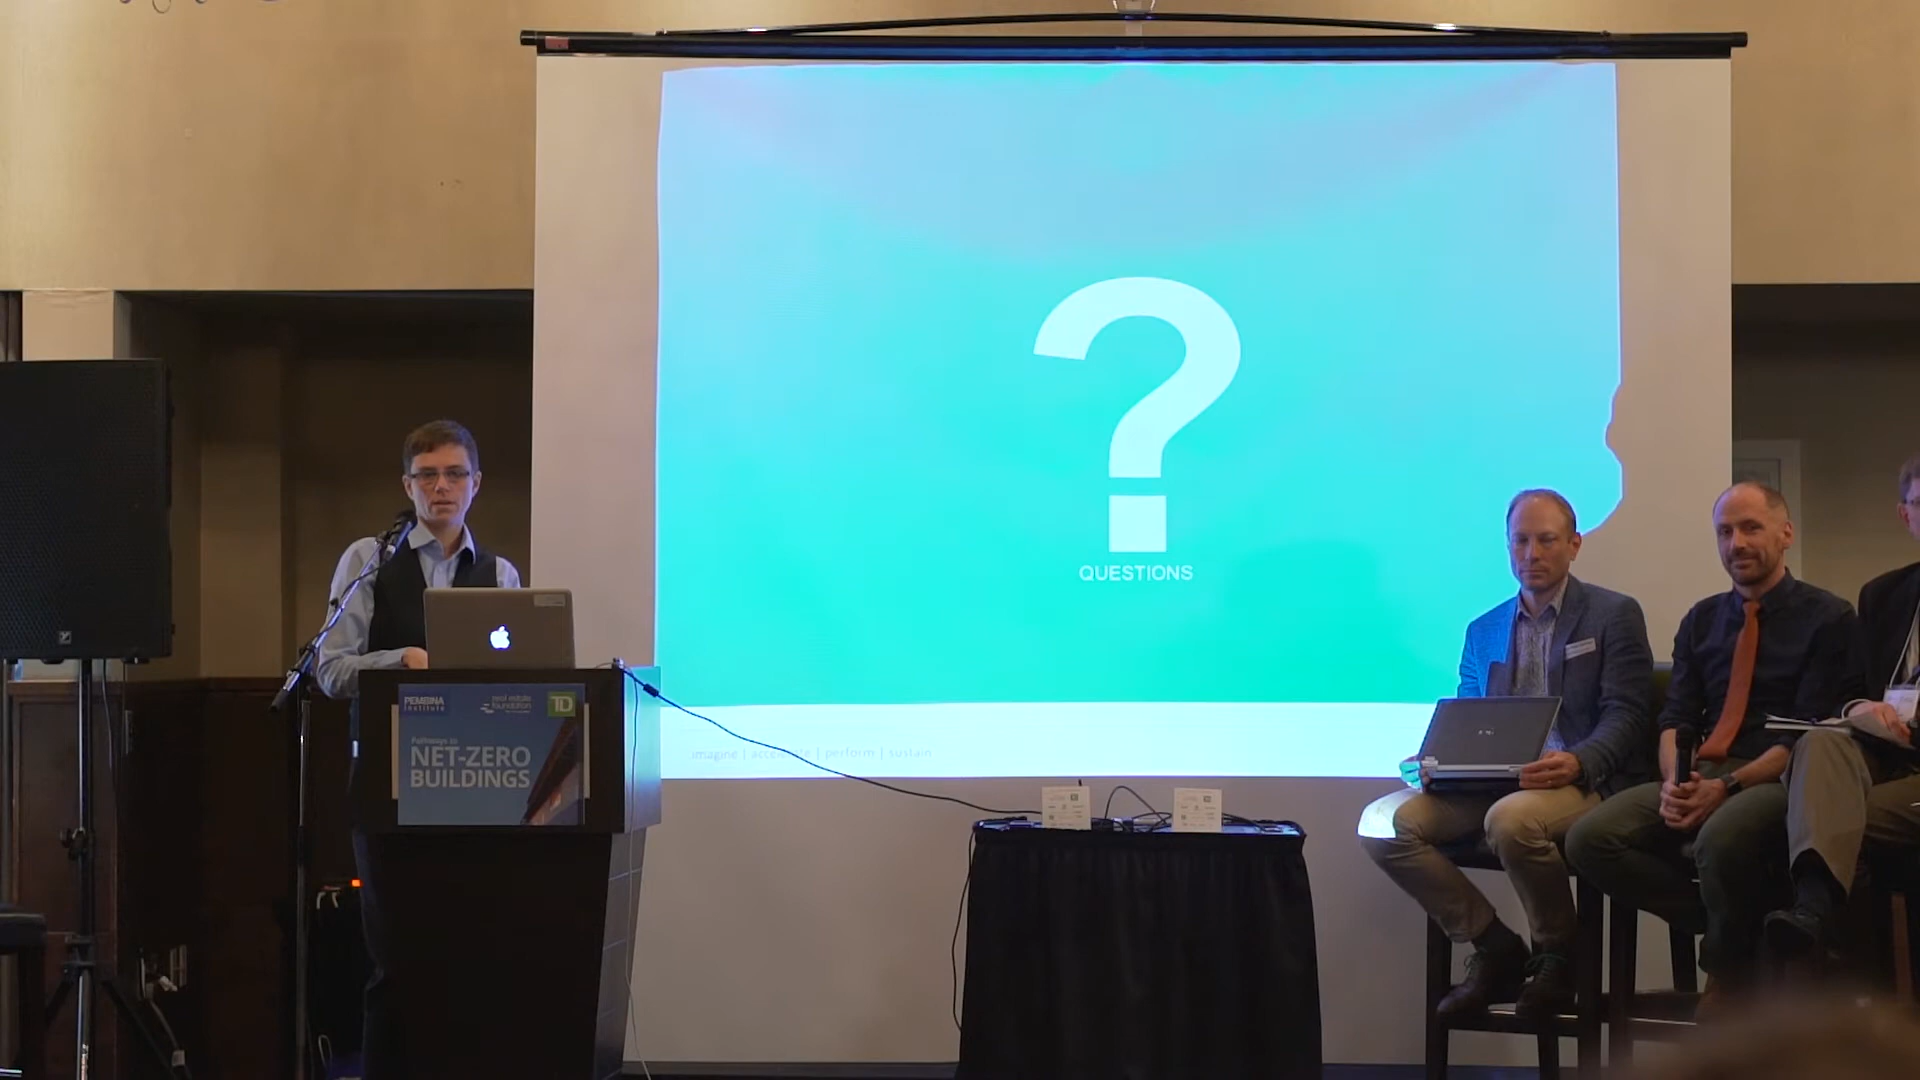 ?
QUESTIONS
imagine | accelerate | perform | sustain
PEMBINA
institute
real estate
foundation
TD
Pathways to
NET-ZERO
BUILDINGS